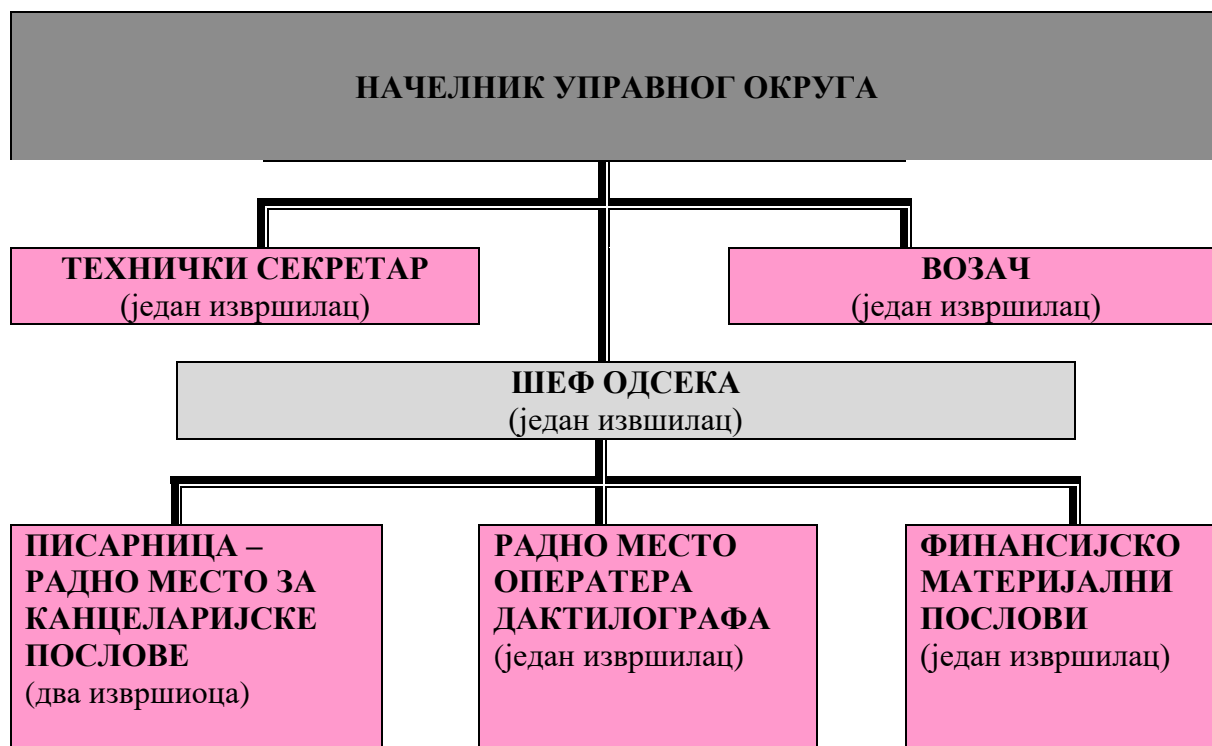 НАЧЕЛНИК УПРАВНОГ ОКРУГА
ТЕХНИЧКИ СЕКРЕТАР
(један извршилац)
ВОЗАЧ
(један извршилац)
ШЕФ ОДСЕКА
(један извшилац)
ПИСАРНИЦА –
РАДНО МЕСТО ЗА
КАНЦЕЛАРИЈСКЕ
ПОСЛОВЕ
(два извршиоца)
РАДНО МЕСТО
ОПЕРАТЕРА
ДАКТИЛОГРАФА
(један извршилац)
ФИНАНСИЈСКО
МАТЕРИЈАЛНИ
ПОСЛОВИ
(један извршилац)